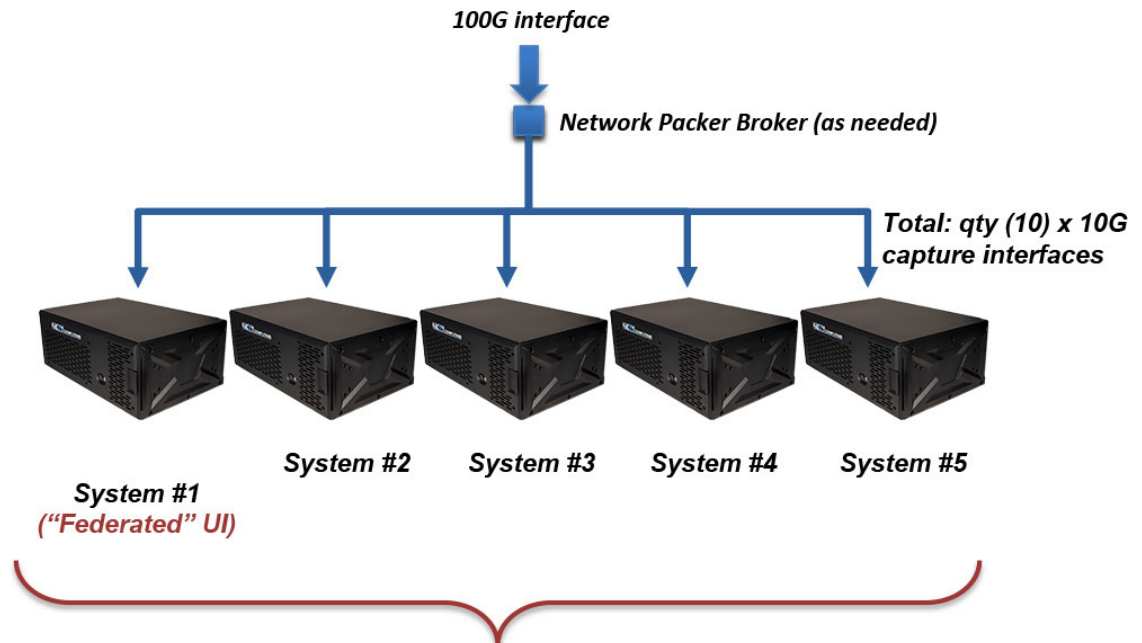 100G interface
Network Packer Broker (as needed)
Total: qty (10) x 10G
capture interfaces
System #2
System #3
System #4
System #5
System #1
(“Federated” UI)